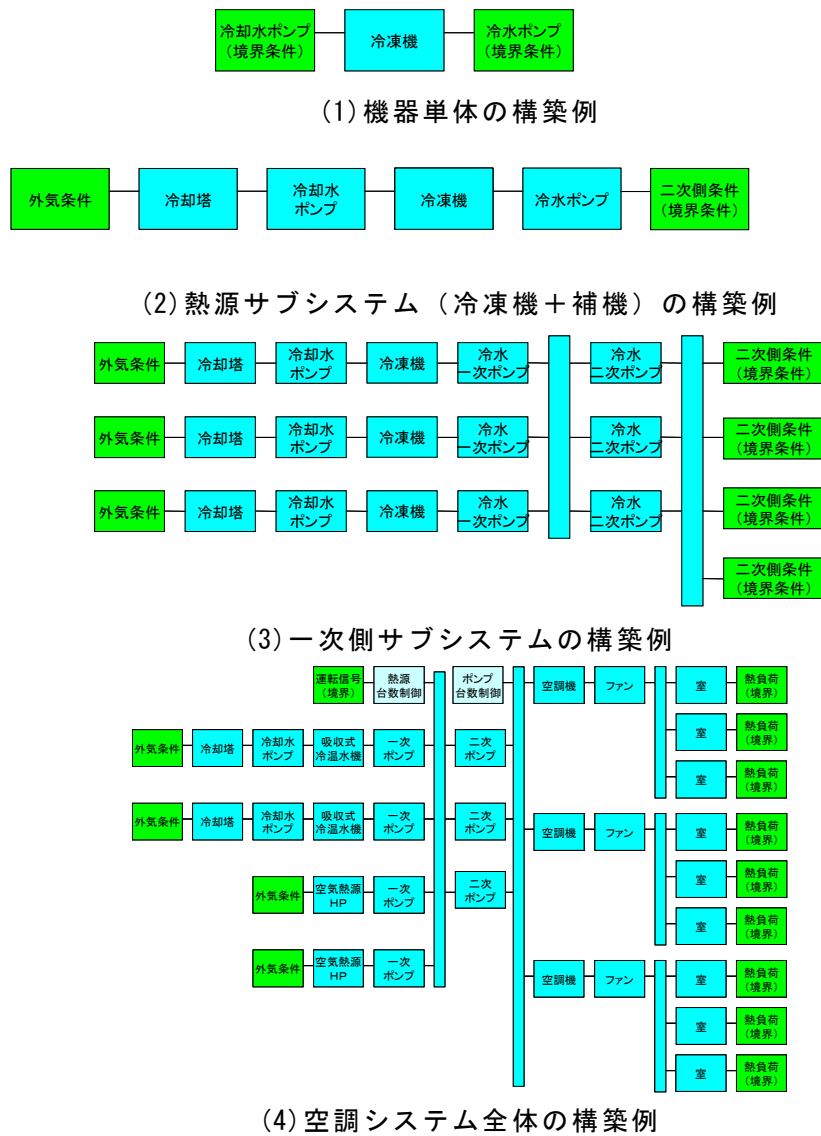 冷却水ポンプ
(境界条件)
冷凍機
冷水ポンプ
(境界条件)
(1)機器単体の構築例
外気条件
冷却塔
冷却水
ポンプ
冷凍機
冷水ポンプ
二次側条件
(境界条件)
(2)熱源サブシステム（冷凍機＋補機）の構築例
外気条件
冷却塔
冷却水
ポンプ
冷凍機
冷水
一次ポンプ
冷水
二次ポンプ
二次側条件
(境界条件)
外気条件
冷却塔
冷却水
ポンプ
冷凍機
冷水
一次ポンプ
冷水
二次ポンプ
二次側条件
(境界条件)
外気条件
冷却塔
冷却水
ポンプ
冷凍機
冷水
一次ポンプ
冷水
二次ポンプ
二次側条件
(境界条件)
二次側条件
(境界条件)
(3)一次側サブシステムの構築例
運転信号
(境界)
熱源
台数制御
ポンプ
台数制御
空調機
ファン
室
熱負荷
(境界)
室
熱負荷
(境界)
室
熱負荷
(境界)
外気条件
冷却塔
冷却水
ポンプ
吸収式
冷温水機
一次
ポンプ
二次
ポンプ
外気条件
冷却塔
冷却水
ポンプ
吸収式
冷温水機
一次
ポンプ
二次
ポンプ
空調機
ファン
室
熱負荷
(境界)
室
熱負荷
(境界)
室
熱負荷
(境界)
外気条件
空気熱源
HP
一次
ポンプ
二次
ポンプ
外気条件
空気熱源
HP
一次
ポンプ
空調機
ファン
室
熱負荷
(境界)
室
熱負荷
(境界)
室
熱負荷
(境界)
(4)空調システム全体の構築例